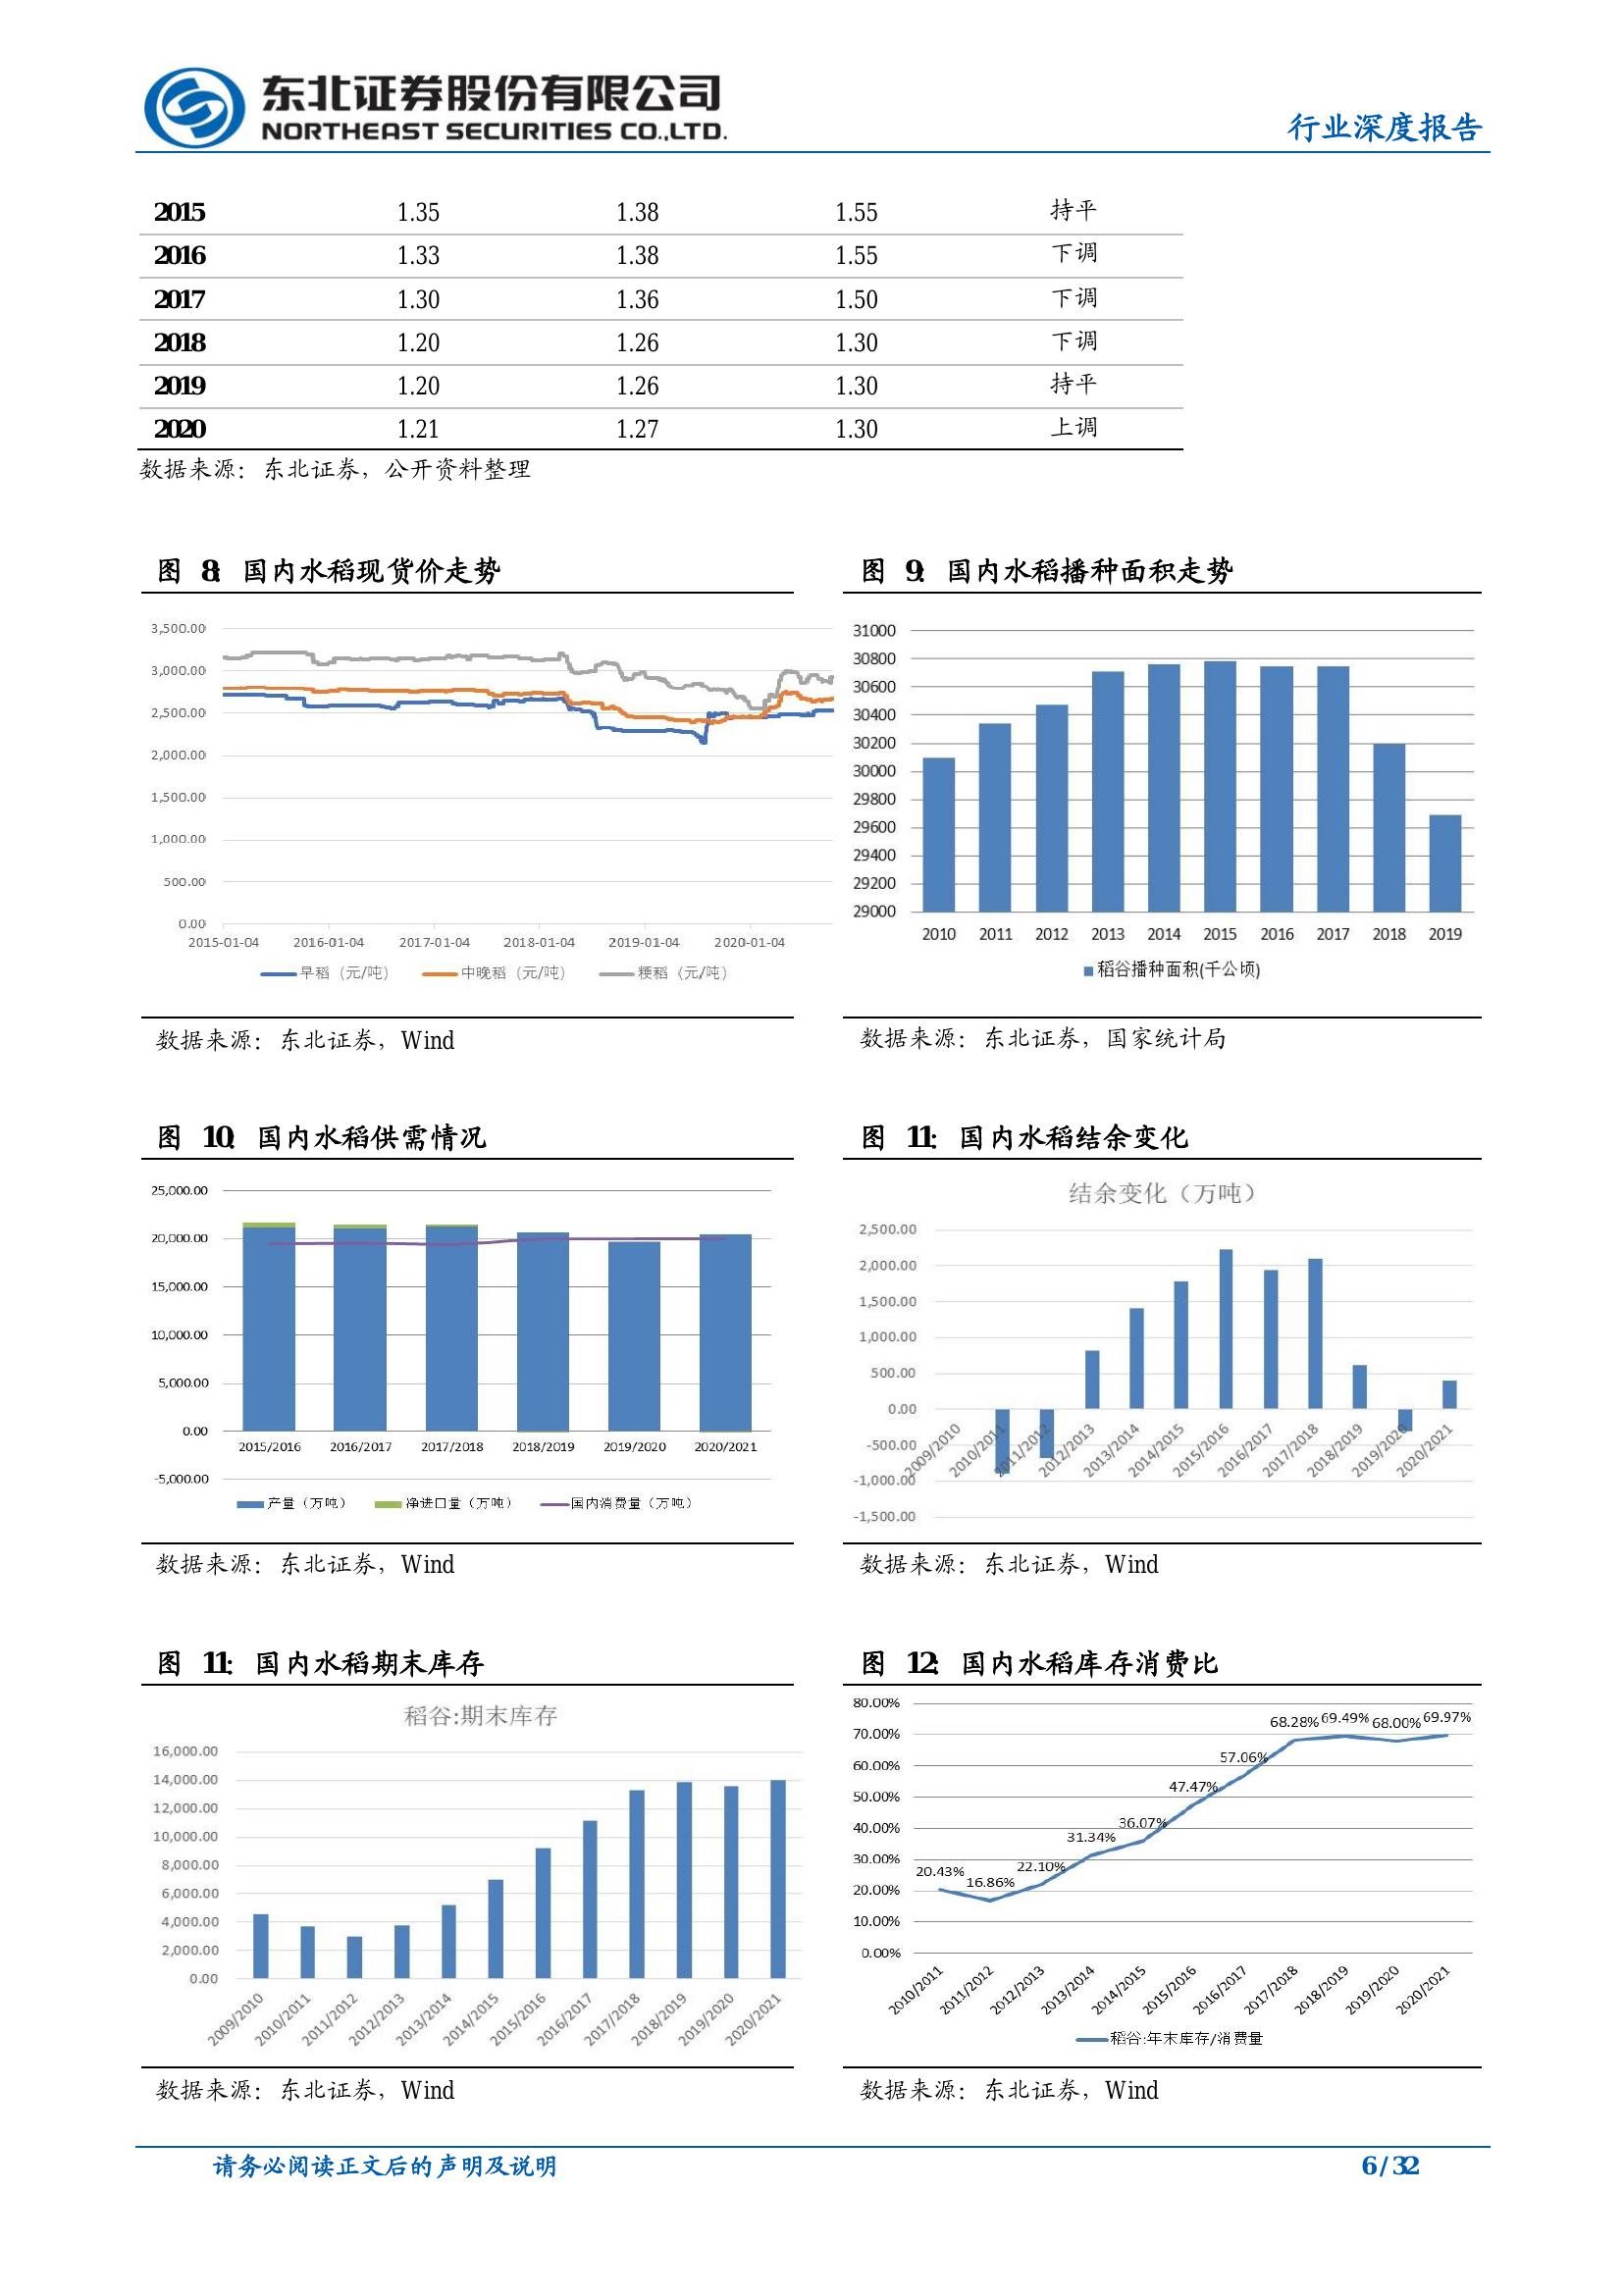 东北证券股份有限公司
NORTHEAST SECURITIES CO.,LTD.
行业深度报告
2015 1.35 1.38 1.55 持平
2016 1.33 1.38 1.55 下调
2017 1.30 1.36 1.50 下调
2018 1.20 1.26 1.30 下调
2019 1.20 1.26 1.30 持平
2020 1.21 1.27 1.30 上调
数据来源：东北证券，公开资料整理
图 8：国内水稻现货价走势
3,500.00
3,000.00
2,500.00
2,000.00
1,500.00
1,000.00
500.00
0.00
2015-01-04 2016-01-04 2017-01-04 2018-01-04 2019-01-04 2020-01-04
早稻（元/吨） 中晚稻（元/吨） 粳稻（元/吨）
数据来源：东北证券，Wind
图 9：国内水稻播种面积走势
31000
30800
30600
30400
30200
30000
29800
29600
29400
29200
29000
2010 2011 2012 2013 2014 2015 2016 2017 2018 2019
稻谷播种面积(千公顷)
数据来源：东北证券，国家统计局
图 10：国内水稻供需情况
25,000.00
20,000.00
15,000.00
10,000.00
5,000.00
0.00
2015/2016 2016/2017 2017/2018 2018/2019 2019/2020 2020/2021
-5,000.00
产量（万吨） 净进口量（万吨） 国内消费量（万吨）
数据来源：东北证券，Wind
图 11：国内水稻结余变化
结余变化（万吨）
2,500.00
2,000.00
1,500.00
1,000.00
500.00
0.00
-500.00
-1,000.00
-1,500.00
2009/2010 2010/2011 2011/2012 2012/2013 2013/2014 2014/2015 2015/2016 2016/2017 2017/2018 2018/2019 2019/2020 2020/2021
数据来源：东北证券，Wind
图 11：国内水稻期末库存
稻谷:期末库存
16,000.00
14,000.00
12,000.00
10,000.00
8,000.00
6,000.00
4,000.00
2,000.00
0.00
2009/2010 2010/2011 2011/2012 2012/2013 2013/2014 2014/2015 2015/2016 2016/2017 2017/2018 2018/2019 2019/2020 2020/2021
数据来源：东北证券，Wind
图 12：国内水稻库存消费比
80.00%
70.00%
60.00%
50.00%
40.00%
30.00%
20.00%
10.00%
0.00%
20.43% 16.86% 22.10% 31.34% 36.07% 47.47% 57.06% 68.28% 69.49% 68.00% 69.97%
2010/2011 2011/2012 2012/2013 2013/2014 2014/2015 2015/2016 2016/2017 2017/2018 2018/2019 2019/2020 2020/2021
稻谷:年末库存/消费量
数据来源：东北证券，Wind
请务必阅读正文后的声明及说明
6 / 32